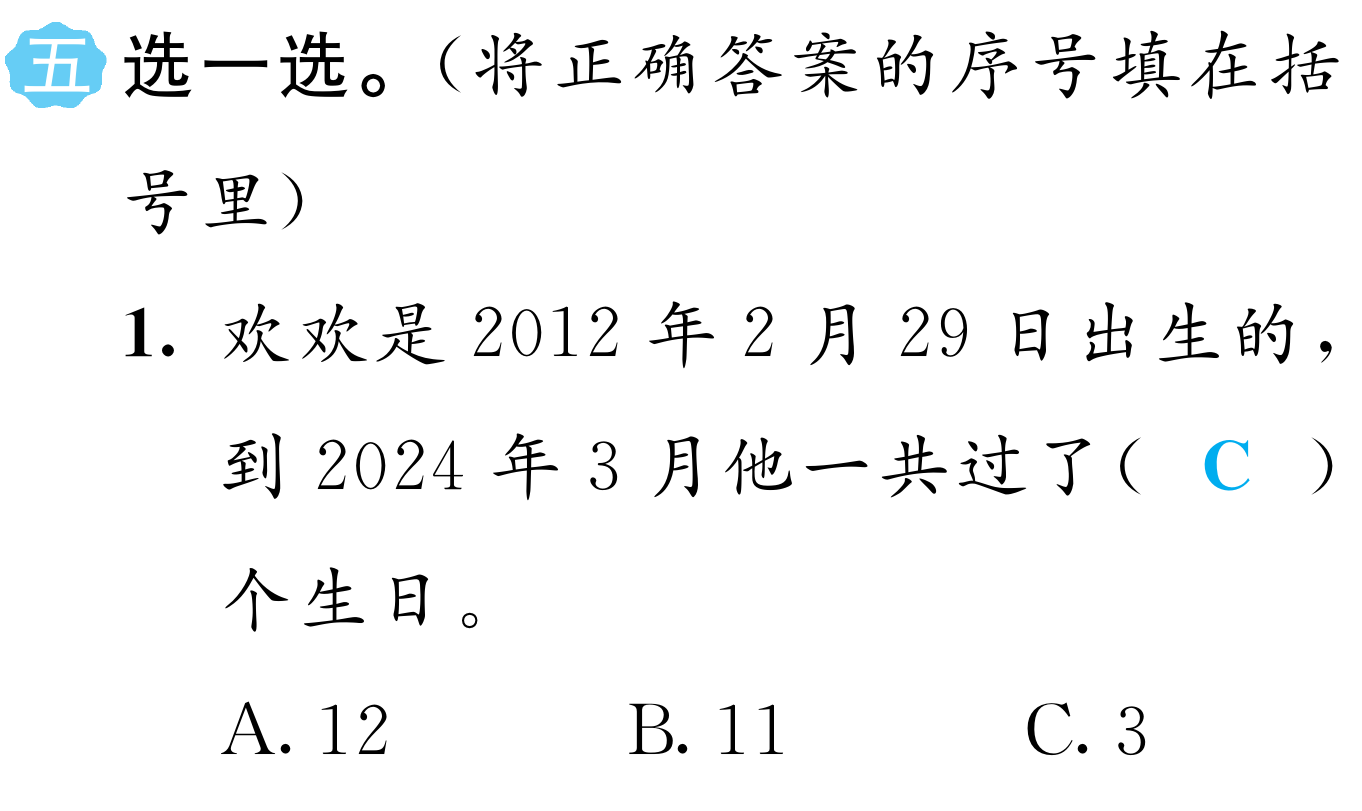 五 选一选。(将正确答案的序号填在括
号里)
1. 欢欢是 2012 年 2 月 29 日出生的,
到 2024 年 3 月他一共过了( C )
个生日。
A. 12 B. 11 C. 3